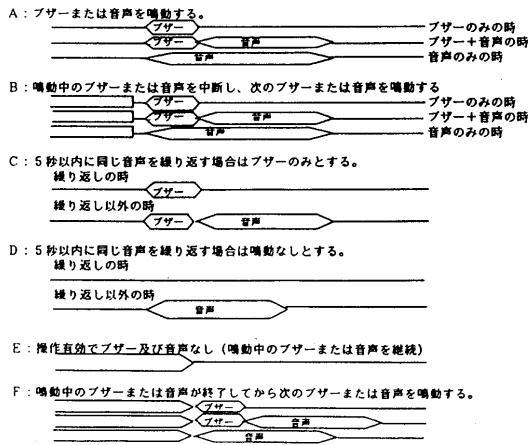 A：ブザーまたは音声を鳴動する。
ブザー ブザーのみの時
ブザー 音声 ブザー＋音声の時
音声 音声のみの時
B：鳴動中のブザーまたは音声を中断し、次のブザーまたは音声を鳴動する
ブザー ブザーのみの時
ブザー 音声 ブザー＋音声の時
音声 音声のみの時
C：5秒以内に同じ音声を繰り返す場合はブザーのみとする。
繰り返しの時
ブザー
繰り返し以外の時
ブザー 音声
D：5秒以内に同じ音声を繰り返す場合は鳴動なしとする。
繰り返しの時
繰り返し以外の時
音声
E：操作有効でブザー及び音声なし（鳴動中のブザーまたは音声を継続）
F：鳴動中のブザーまたは音声が終了してから次のブザーまたは音声を鳴動する。
ブザー
ブザー 音声
音声